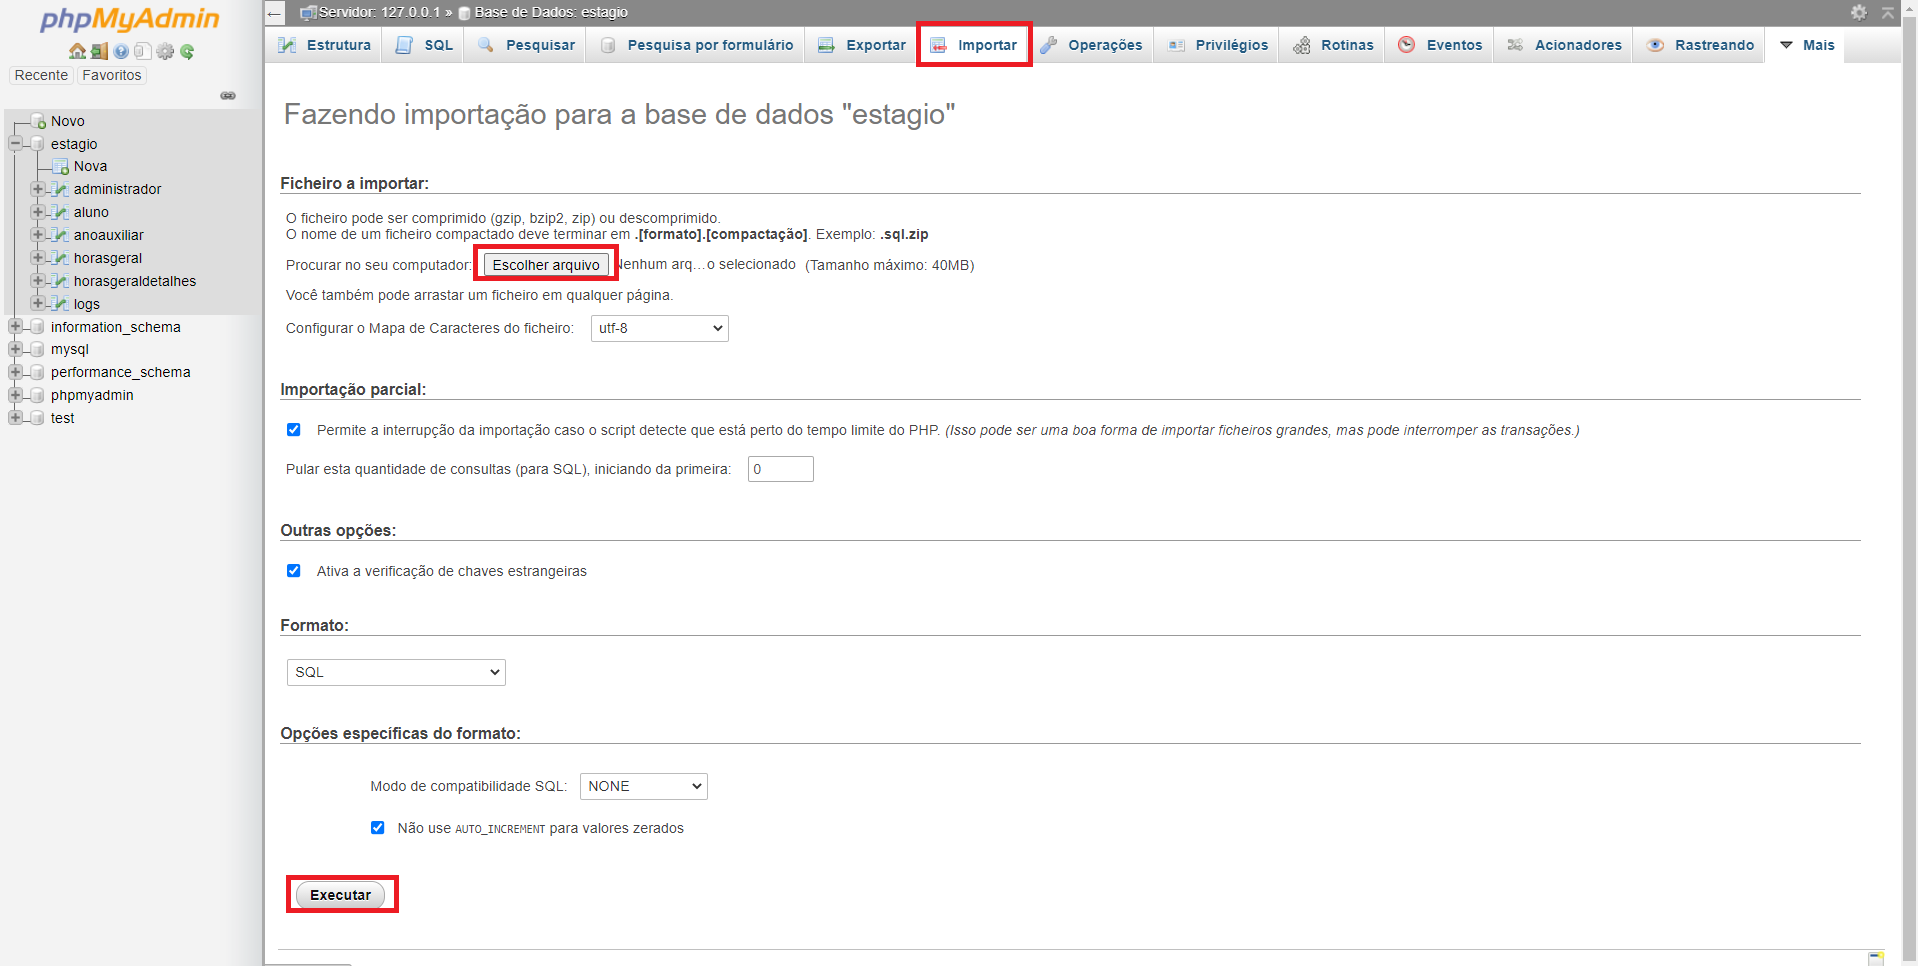 phpMyAdmin
Recente Favoritos
Novo
estagio
Nova
administrador
aluno
anoauxiliar
horasgeral
horasgeraldetalhes
logs
information_schema
mysql
performance_schema
phpmyadmin
test
Servidor: 127.0.0.1 » Base de Dados: estagio
Estrutura SQL Pesquisar Pesquisa por formulário Exportar Importar Operações Privilégios Rotinas Eventos Acionadores Rastreando Mais
Fazendo importação para a base de dados "estagio"
Ficheiro a importar:
O ficheiro pode ser comprimido (gzip, bzip2, zip) ou descomprimido.
O nome de um ficheiro compactado deve terminar em .[formato].[compactação]. Exemplo: .sql.zip
Procurar no seu computador: Escolher arquivo Nenhum arq...o selecionado (Tamanho máximo: 40MB)
Você também pode arrastar um ficheiro em qualquer página.
Configurar o Mapa de Caracteres do ficheiro: utf-8
Importação parcial:
Permite a interrupção da importação caso o script detecte que está perto do tempo limite do PHP. (Isso pode ser uma boa forma de importar ficheiros grandes, mas pode interromper as transações.)
Pular esta quantidade de consultas (para SQL), iniciando da primeira: 0
Outras opções:
Ativa a verificação de chaves estrangeiras
Formato:
SQL
Opções específicas do formato:
Modo de compatibilidade SQL: NONE
Não use AUTO_INCREMENT para valores zerados
Executar